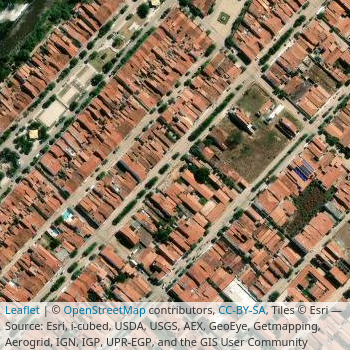 Leaflet | © OpenStreetMap contributors, CC-BY-SA, Tiles © Esri —
Source: Esri, i-cubed, USDA, USGS, AEX, GeoEye, Getmapping,
Aerogrid, IGN, IGP, UPR-EGP, and the GIS User Community